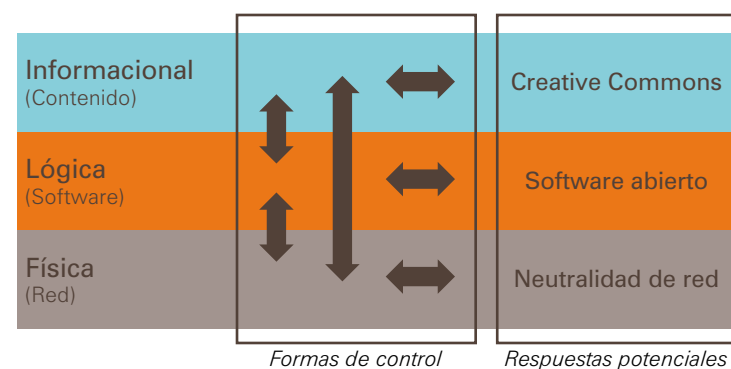 Informacional
(Contenido)
Creative Commons
Lógica
(Software)
Software abierto
Física
(Red)
Neutralidad de red
Formas de control
Respuestas potenciales